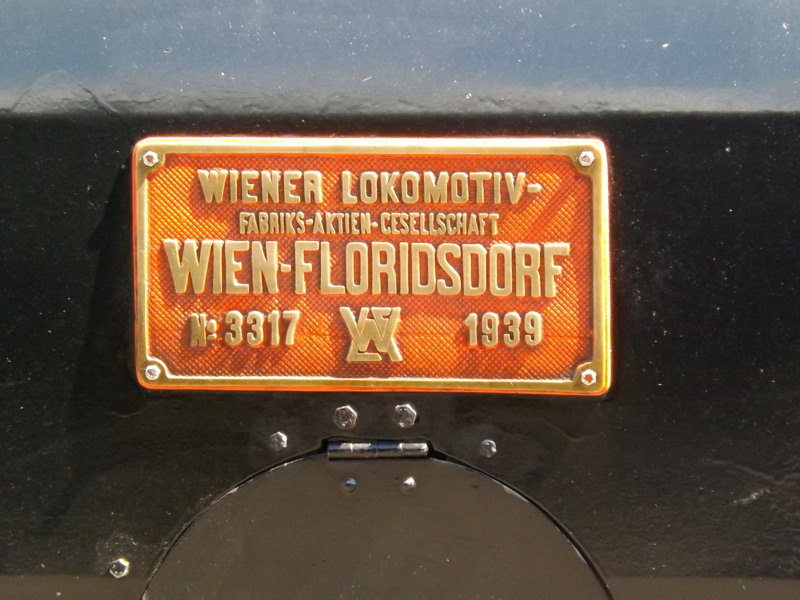 WIENER LOKOMOTIV-
FABRIKS-AKTIEN-GESELLSCHAFT
WIEN-FLORIDSDORF
No 3317 WLF 1939